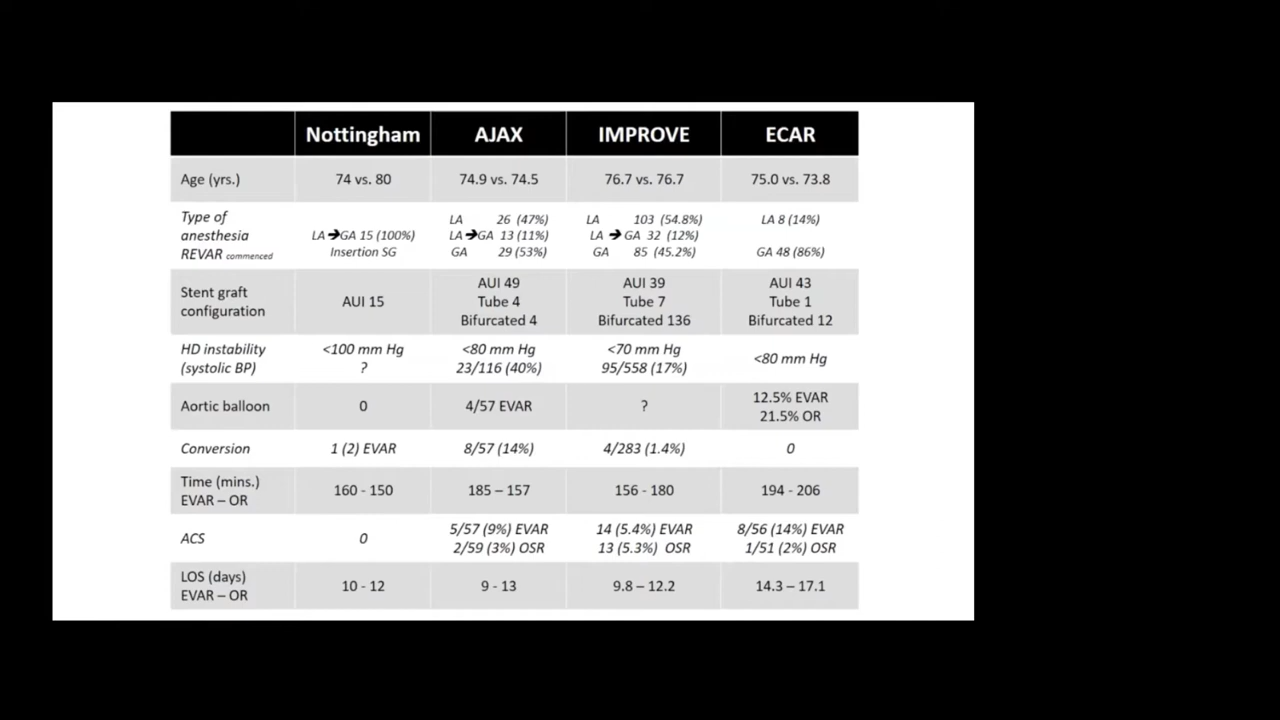 Nottingham AJAX IMPROVE ECAR
Age (yrs.) 74 vs. 80 74.9 vs. 74.5 76.7 vs. 76.7 75.0 vs. 73.8
Type of
anesthesia
REVAR commenced
LA➔GA 15 (100%)
Insertion SG
LA 26 (47%)
LA➔GA 13 (11%)
GA 29 (53%)
LA 103 (54.8%)
LA ➔ GA 32 (12%)
GA 85 (45.2%)
LA 8 (14%)
GA 48 (86%)
Stent graft
configuration
AUI 15
AUI 49
Tube 4
Bifurcated 4
AUI 39
Tube 7
Bifurcated 136
AUI 43
Tube 1
Bifurcated 12
HD instability
(systolic BP)
<100 mm Hg
?
<80 mm Hg
23/116 (40%)
<70 mm Hg
95/558 (17%)
<80 mm Hg
Aortic balloon
0
4/57 EVAR
?
12.5% EVAR
21.5% OR
Conversion 1 (2) EVAR 8/57 (14%) 4/283 (1.4%) 0
Time (mins.)
EVAR – OR
160 - 150
185 – 157
156 - 180
194 - 206
ACS
0
5/57 (9%) EVAR
2/59 (3%) OSR
14 (5.4%) EVAR
13 (5.3%) OSR
8/56 (14%) EVAR
1/51 (2%) OSR
LOS (days)
EVAR – OR
10 - 12
9 - 13
9.8 – 12.2
14.3 – 17.1